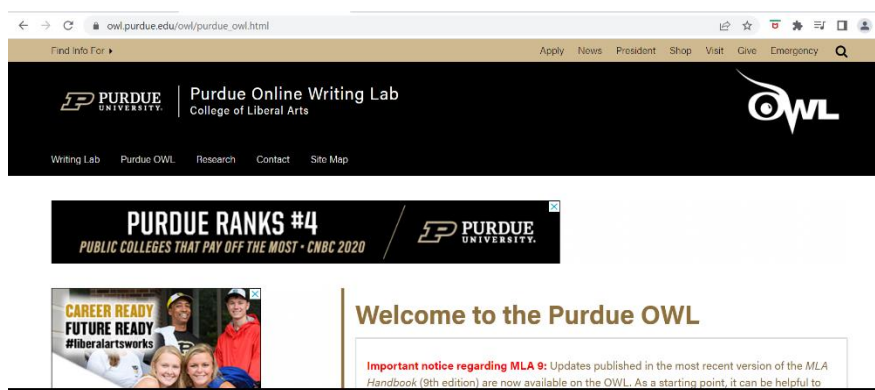 owl.purdue.edu/owl/purdue_owl.html
Find Info For Apply News President Shop Visit Give Emergency
PURDUE UNIVERSITY.
Purdue Online Writing Lab
College of Liberal Arts
OWL
Writing Lab Purdue OWL Research Contact Site Map
PURDUE RANKS #4
PUBLIC COLLEGES THAT PAY OFF THE MOST • CNBC 2020
PURDUE UNIVERSITY.
CAREER READY
FUTURE READY
#liberalartsworks
Welcome to the Purdue OWL
Important notice regarding MLA 9: Updates published in the most recent version of the MLA
Handbook (9th edition) are now available on the OWL. As a starting point, it can be helpful to